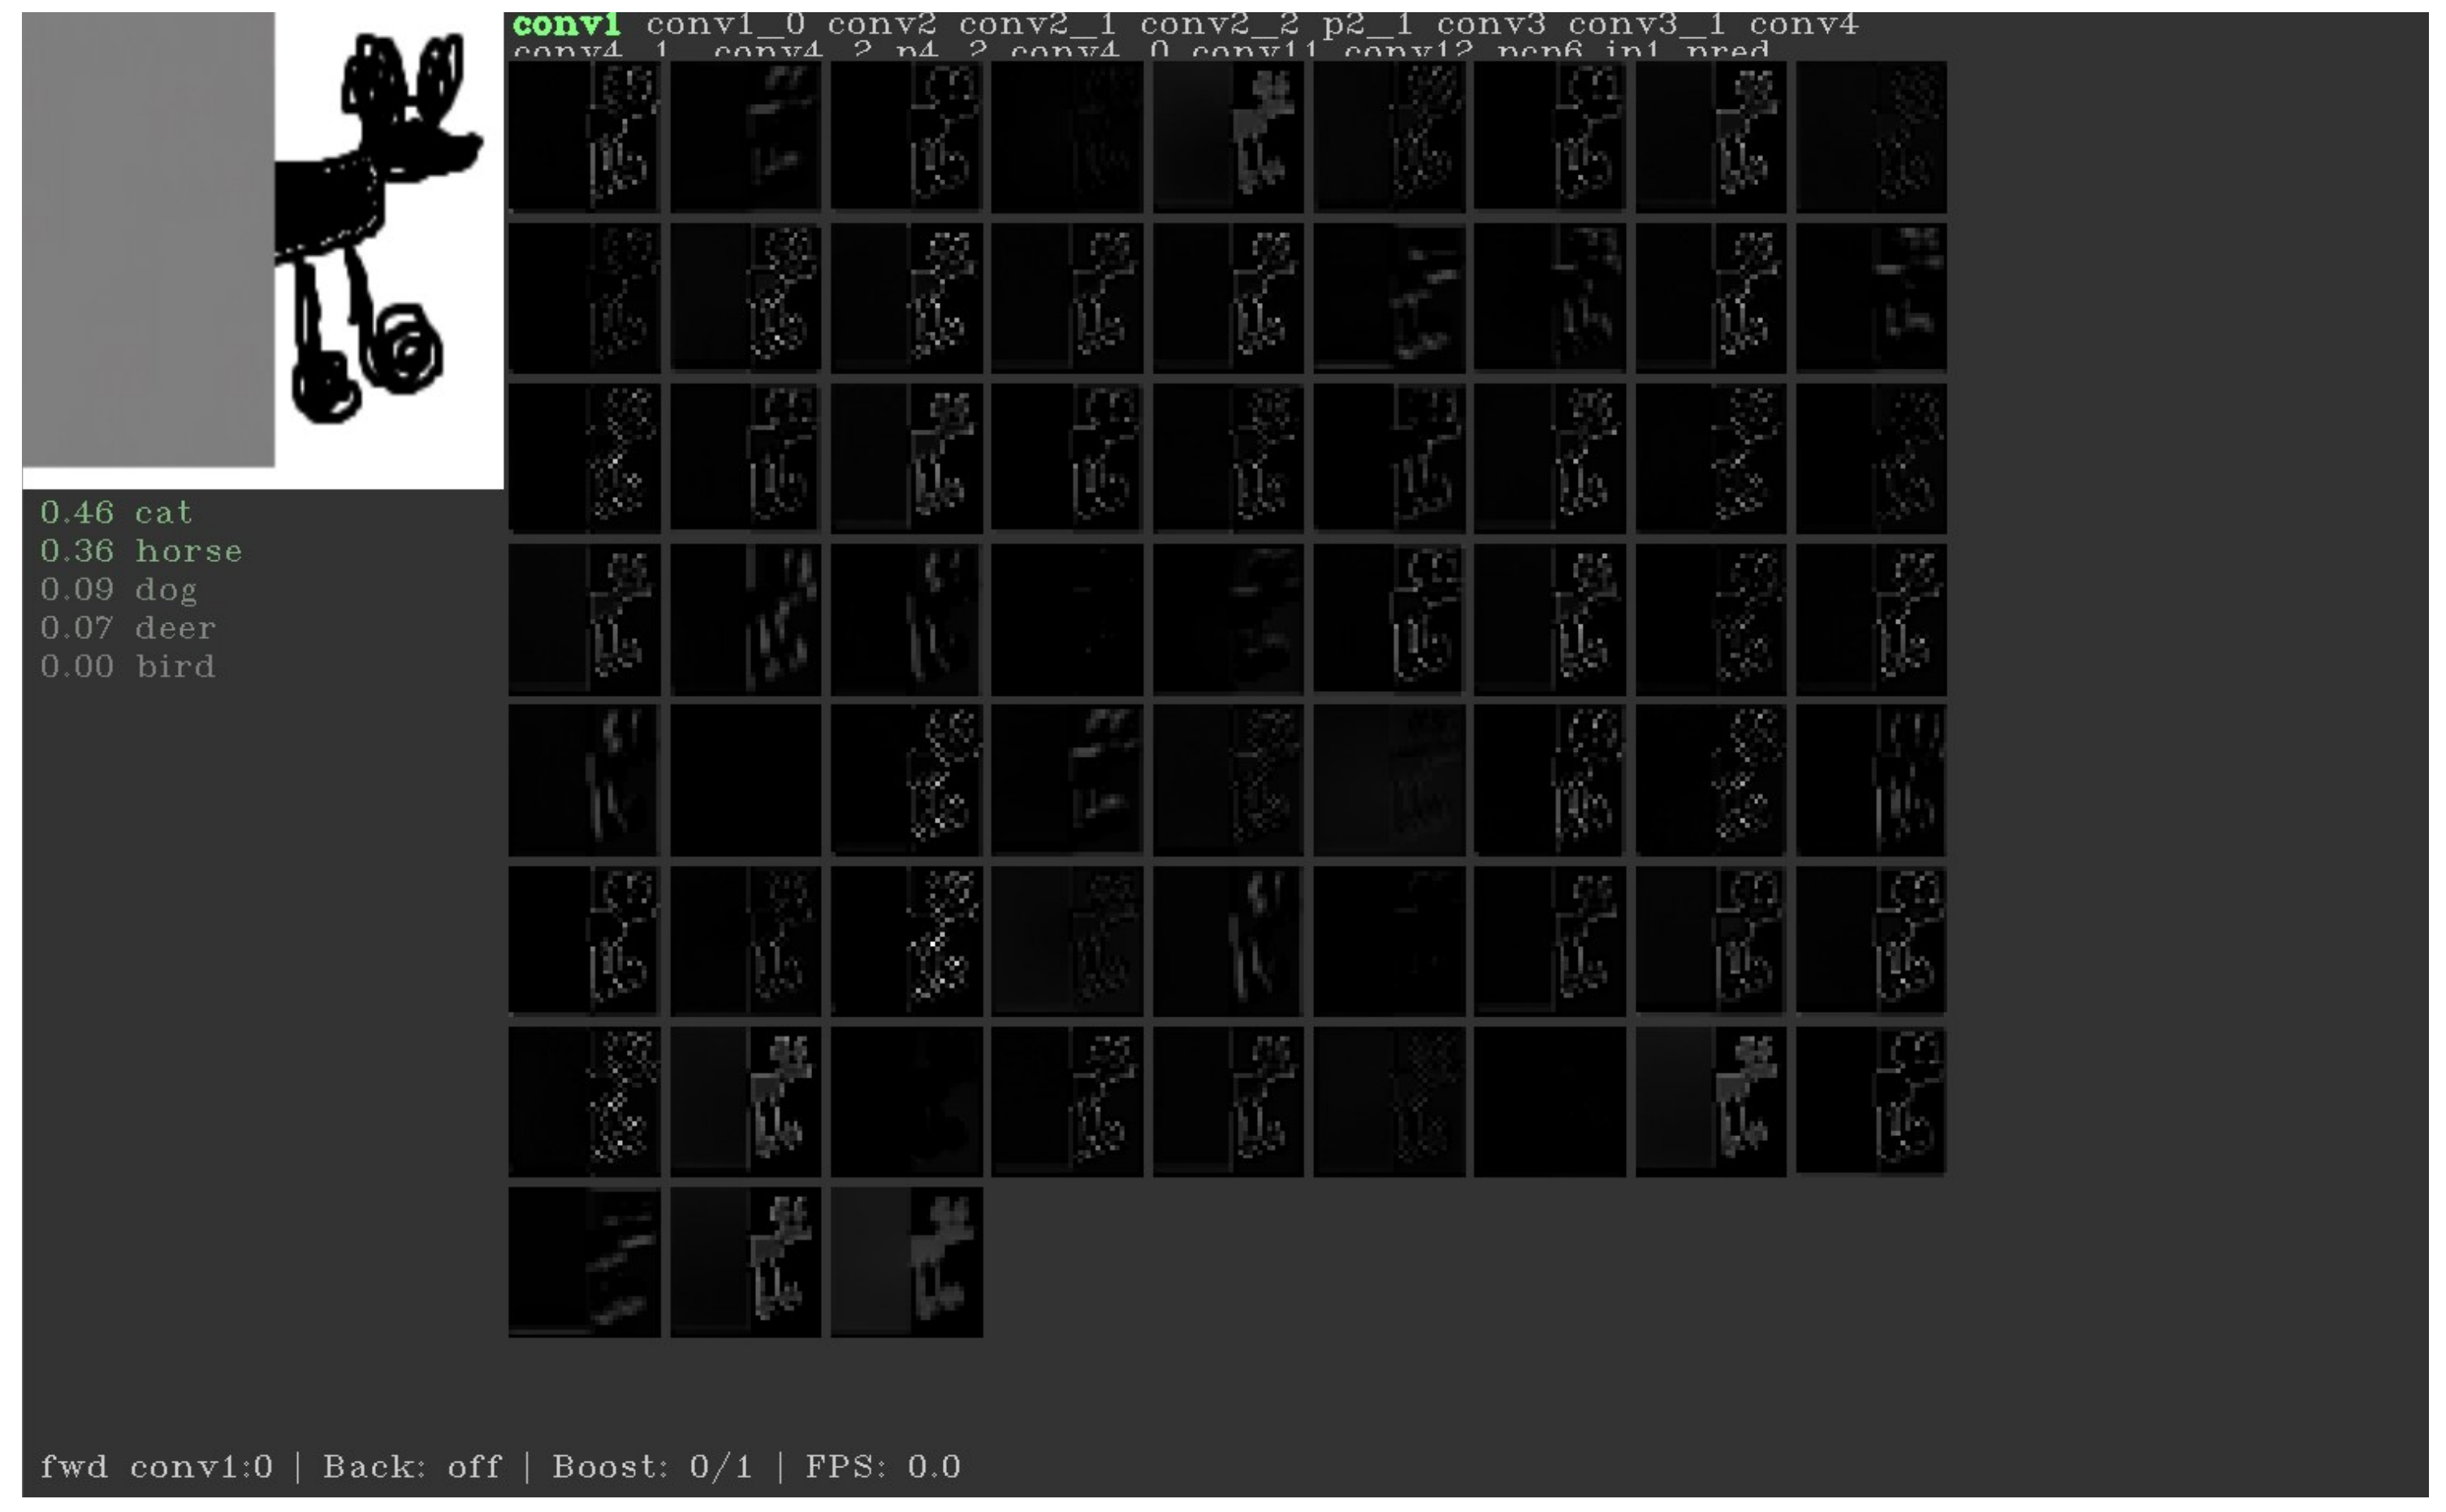 conv1 conv1_0 conv2 conv2_1 conv2_2 p2_1 conv3 conv3_1 conv4
conv4_1 conv4_2 p4_2 conv4_0 conv11 conv12 pcp6 ip1 pred
0.46 cat
0.36 horse
0.09 dog
0.07 deer
0.00 bird
fwd conv1:0 | Back: off | Boost: 0/1 | FPS: 0.0